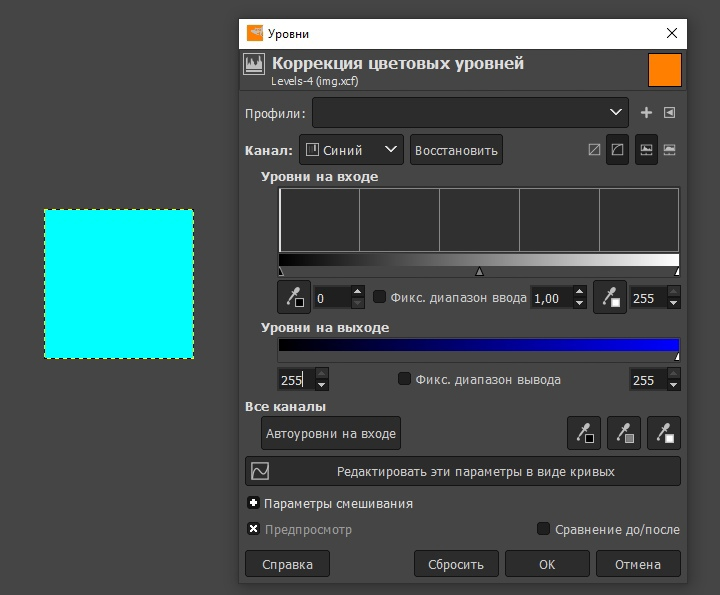 Уровни
Коррекция цветовых уровней
Levels-4 (img.xcf)
Профили:
Канал: Синий Восстановить
Уровни на входе
0 Фикс. диапазон ввода 1,00 255
Уровни на выходе
255 Фикс. диапазон вывода 255
Все каналы
Автоуровни на входе
Редактировать эти параметры в виде кривых
Параметры смешивания
Предпросмотр Сравнение до/после
Справка Сбросить OK Отмена